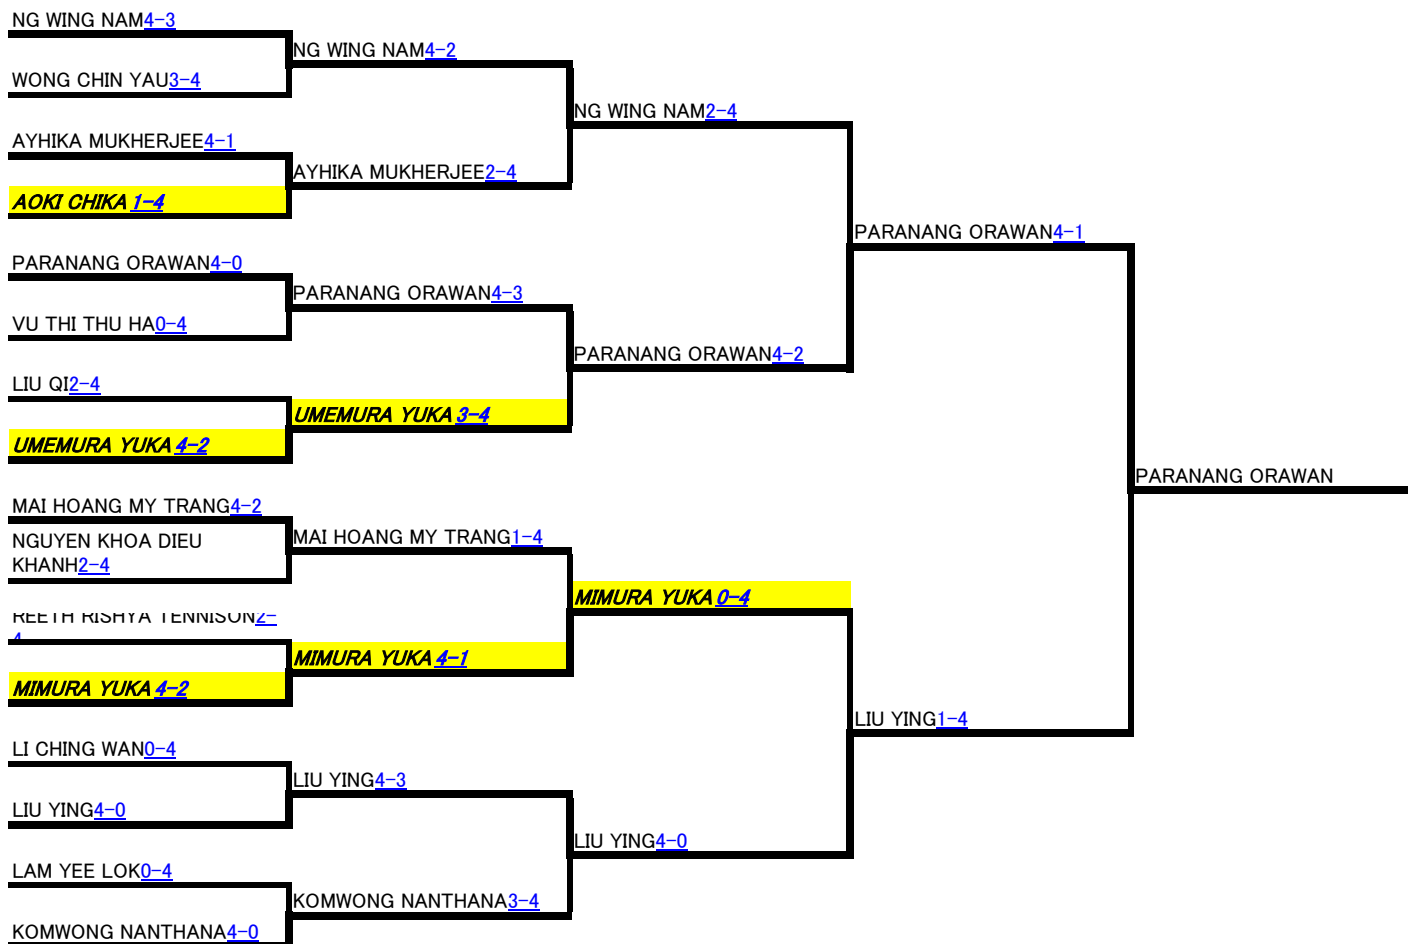 NG WING NAM4-3
WONG CHIN YAU3-4
AYHIKA MUKHERJEE4-1
AOKI CHIKA 1-4
PARANANG ORAWAN4-0
VU THI THU HA0-4
LIU QI2-4
UMEMURA YUKA 4-2
MAI HOANG MY TRANG4-2
NGUYEN KHOA DIEU
KHANH2-4
REETH RISHYA TENNISON2-
4
MIMURA YUKA 4-2
LI CHING WAN0-4
LIU YING4-0
LAM YEE LOK0-4
KOMWONG NANTHANA4-0
NG WING NAM4-2
AYHIKA MUKHERJEE2-4
PARANANG ORAWAN4-3
UMEMURA YUKA 3-4
MAI HOANG MY TRANG1-4
MIMURA YUKA 4-1
LIU YING4-3
KOMWONG NANTHANA3-4
NG WING NAM2-4
PARANANG ORAWAN4-2
MIMURA YUKA 0-4
LIU YING4-0
PARANANG ORAWAN4-1
LIU YING1-4
PARANANG ORAWAN